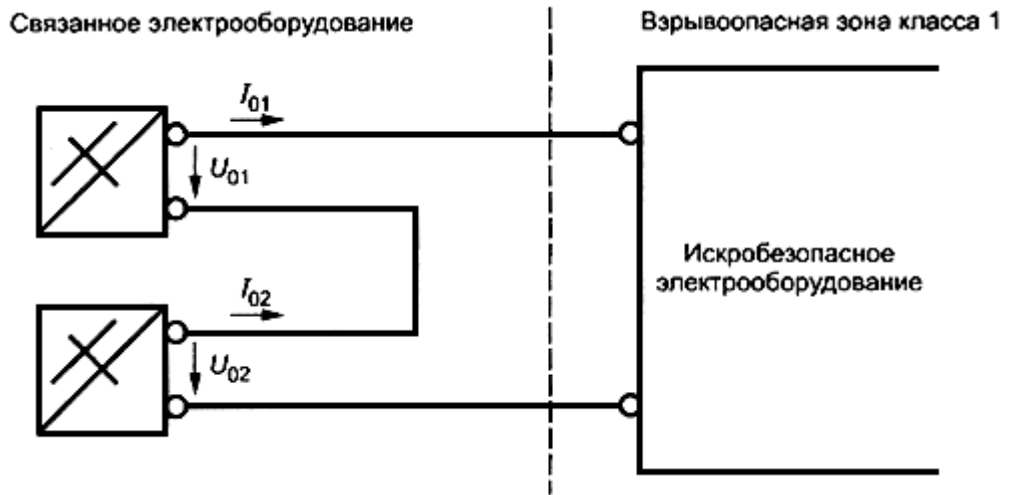 Связанное электрооборудование
Взрывоопасная зона класса 1
I01
U01
Искробезопасное
электрооборудование
I02
U02